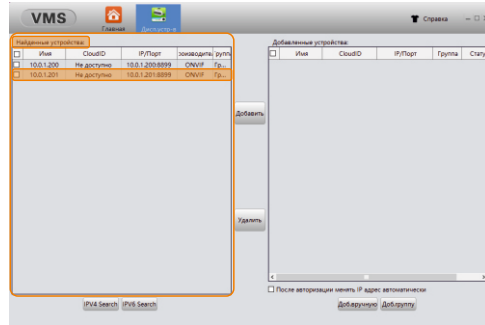 VMS
Главная
Справка
Найденные устройства:
Имя CloudID IP/Порт
10.0.1.200 Не доступно 10.0.1.200:8899 ONVIF Гр...
10.0.1.201 Не доступно 10.0.1.201:8899 ONVIF Гр...
Добавить
Удалить
IPV4 Search IPV6 Search
Добавленные устройства:
Имя CloudID IP/Порт Группа Стату
После авторизации менять IP адрес автоматически
Доб.вручную Доб.группу